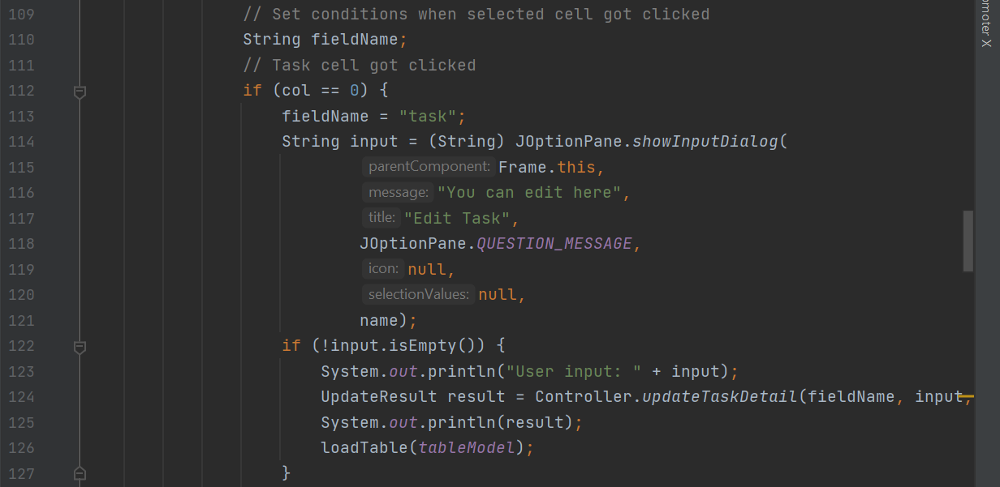 109 // Set conditions when selected cell got clicked
110 String fieldName;
111 // Task cell got clicked
112 if (col == 0) {
113 fieldName = "task";
114 String input = (String) JOptionPane.showInputDialog(
115 parentComponent: Frame.this,
116 message: "You can edit here",
117 title: "Edit Task",
118 JOptionPane.QUESTION_MESSAGE,
119 icon: null,
120 selectionValues: null,
121 name);
122 if (!input.isEmpty()) {
123 System.out.println("User input: " + input);
124 UpdateResult result = Controller.updateTaskDetail(fieldName, input,
125 System.out.println(result);
126 loadTable(tableModel);
127 }
X